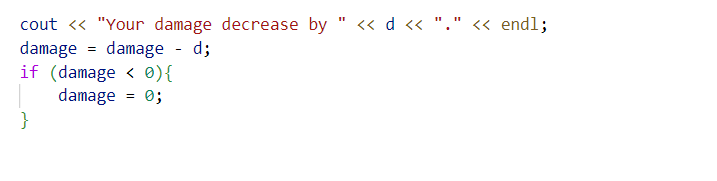 cout << "Your damage decrease by " << d << "." << endl;
damage = damage - d;
if (damage < 0){
    damage = 0;
}